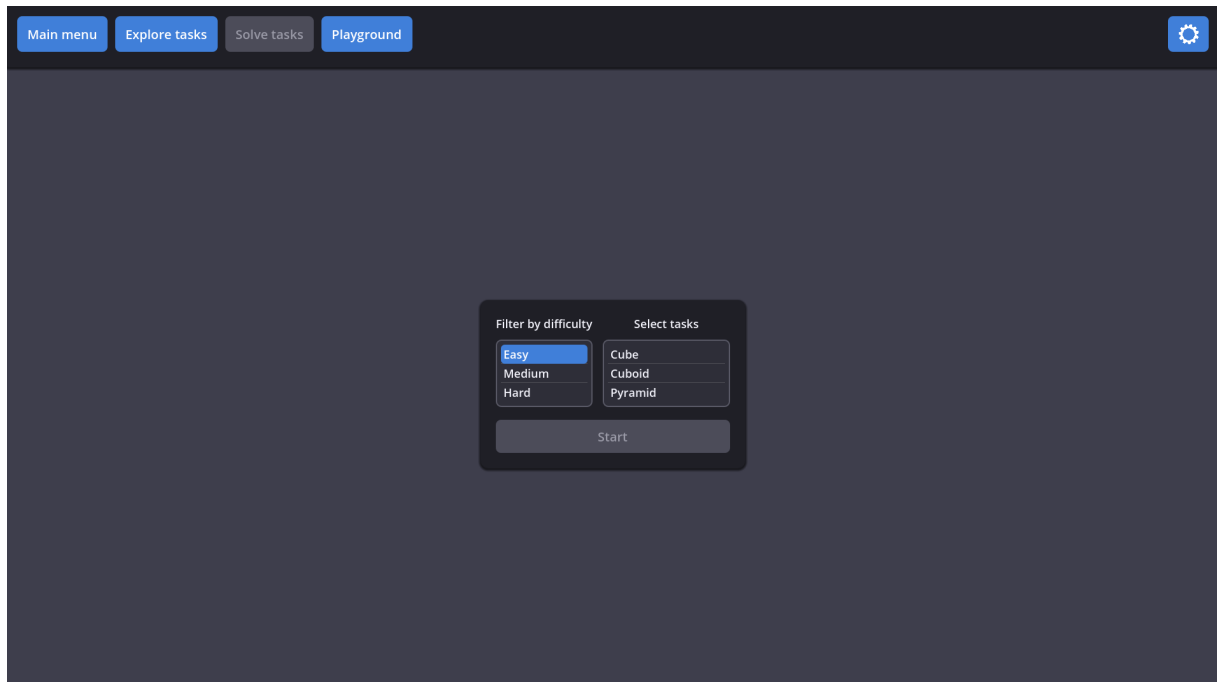 Main menu Explore tasks Solve tasks Playground
Filter by difficulty Select tasks
Easy Cube
Medium Cuboid
Hard Pyramid
Start